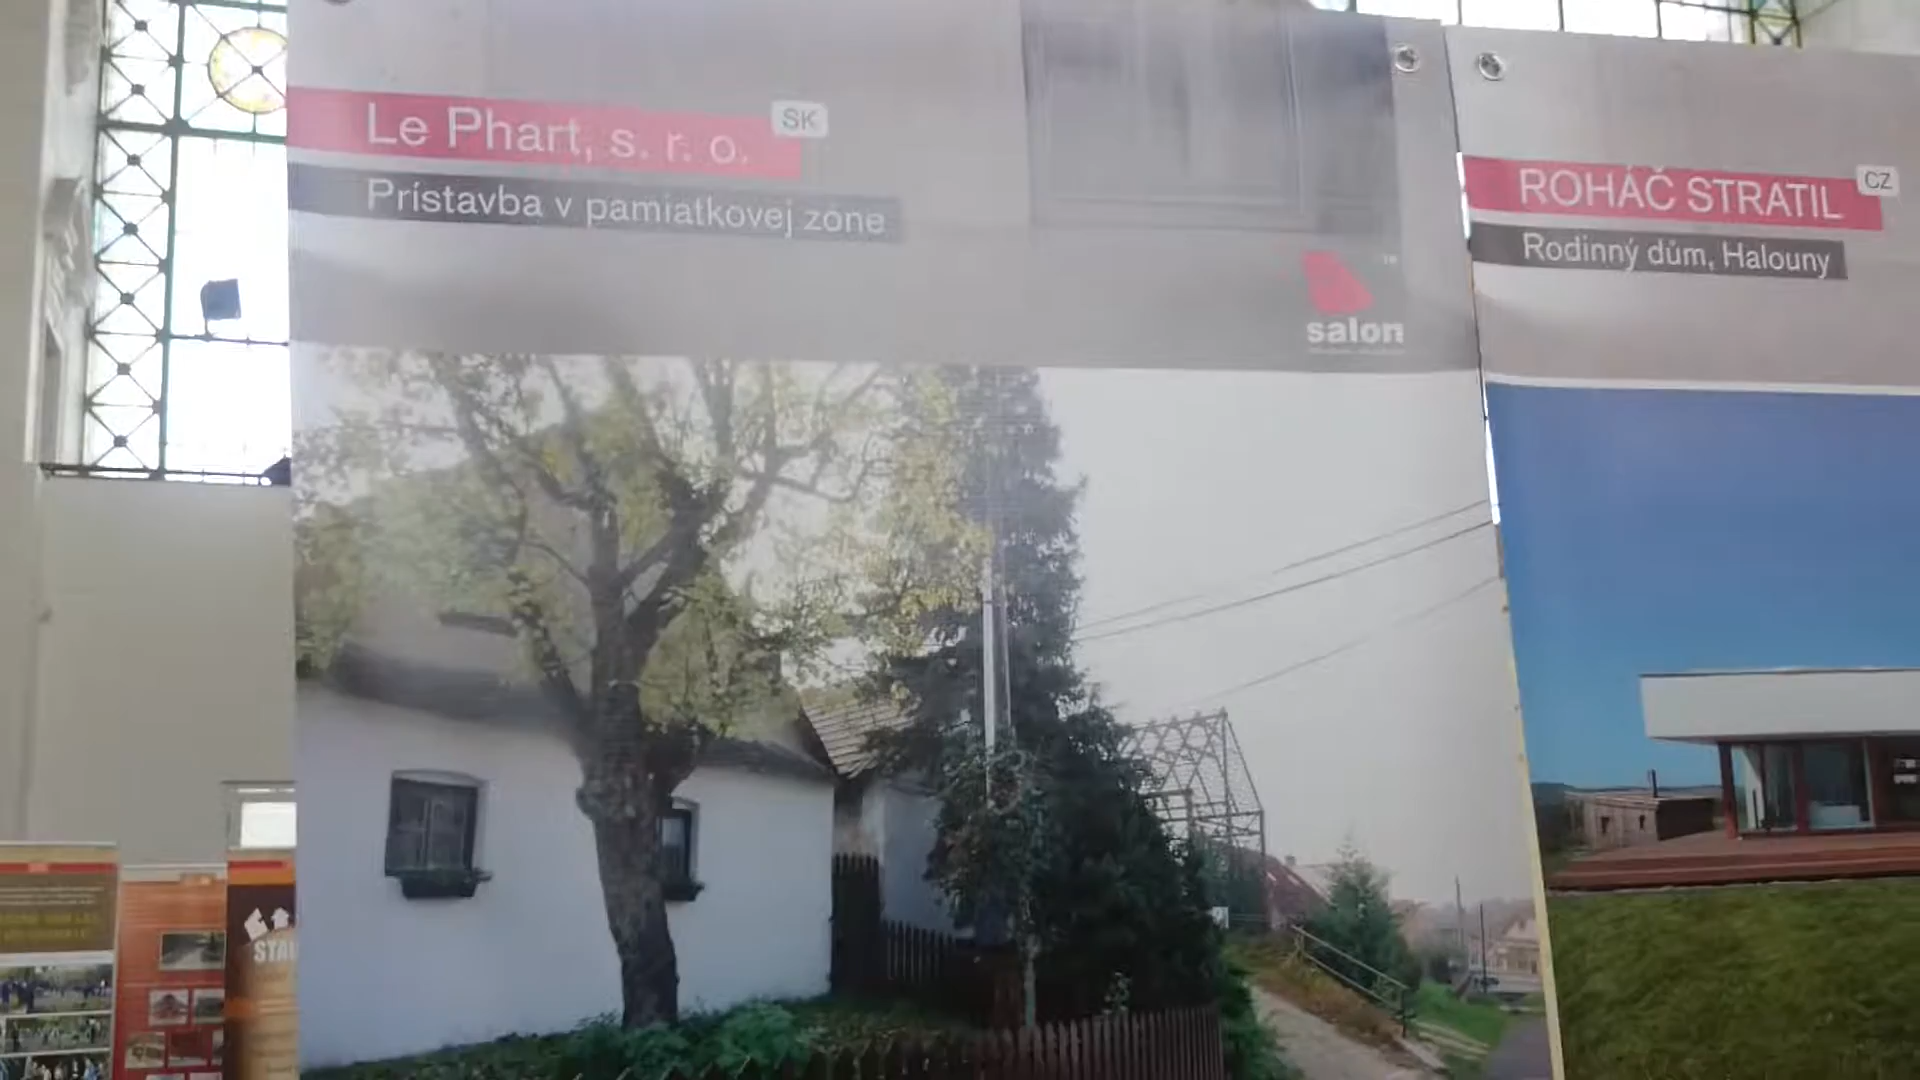 Le Phart, s. r. o.
SK
Prístavba v pamiatkovej zóne
salon
ROHÁČ STRATIL
CZ
Rodinný dům, Halouny